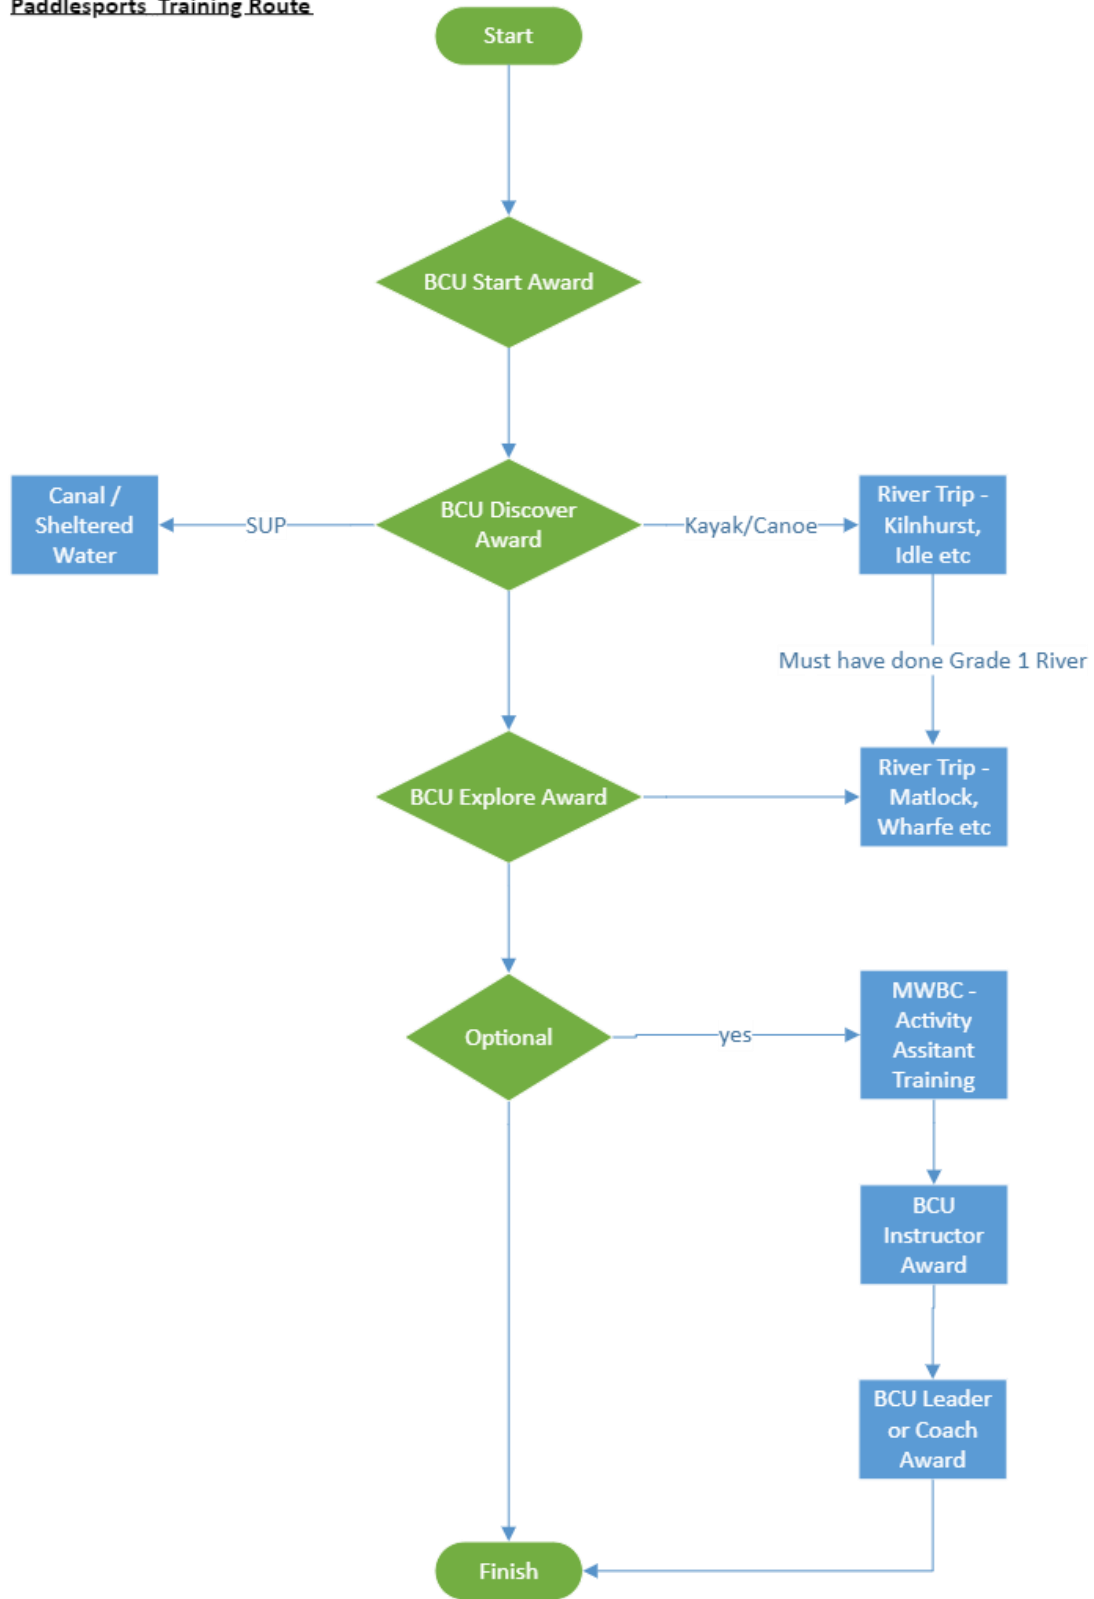 Paddlesports Training Route
Start
BCU Start Award
BCU Discover
Award
SUP
Canal /
Sheltered
Water
Kayak/Canoe
River Trip -
Kilnhurst,
Idle etc
Must have done Grade 1 River
BCU Explore Award
River Trip -
Matlock,
Wharfe etc
Optional
yes
MWBC -
Activity
Assitant
Training
BCU
Instructor
Award
BCU Leader
or Coach
Award
Finish